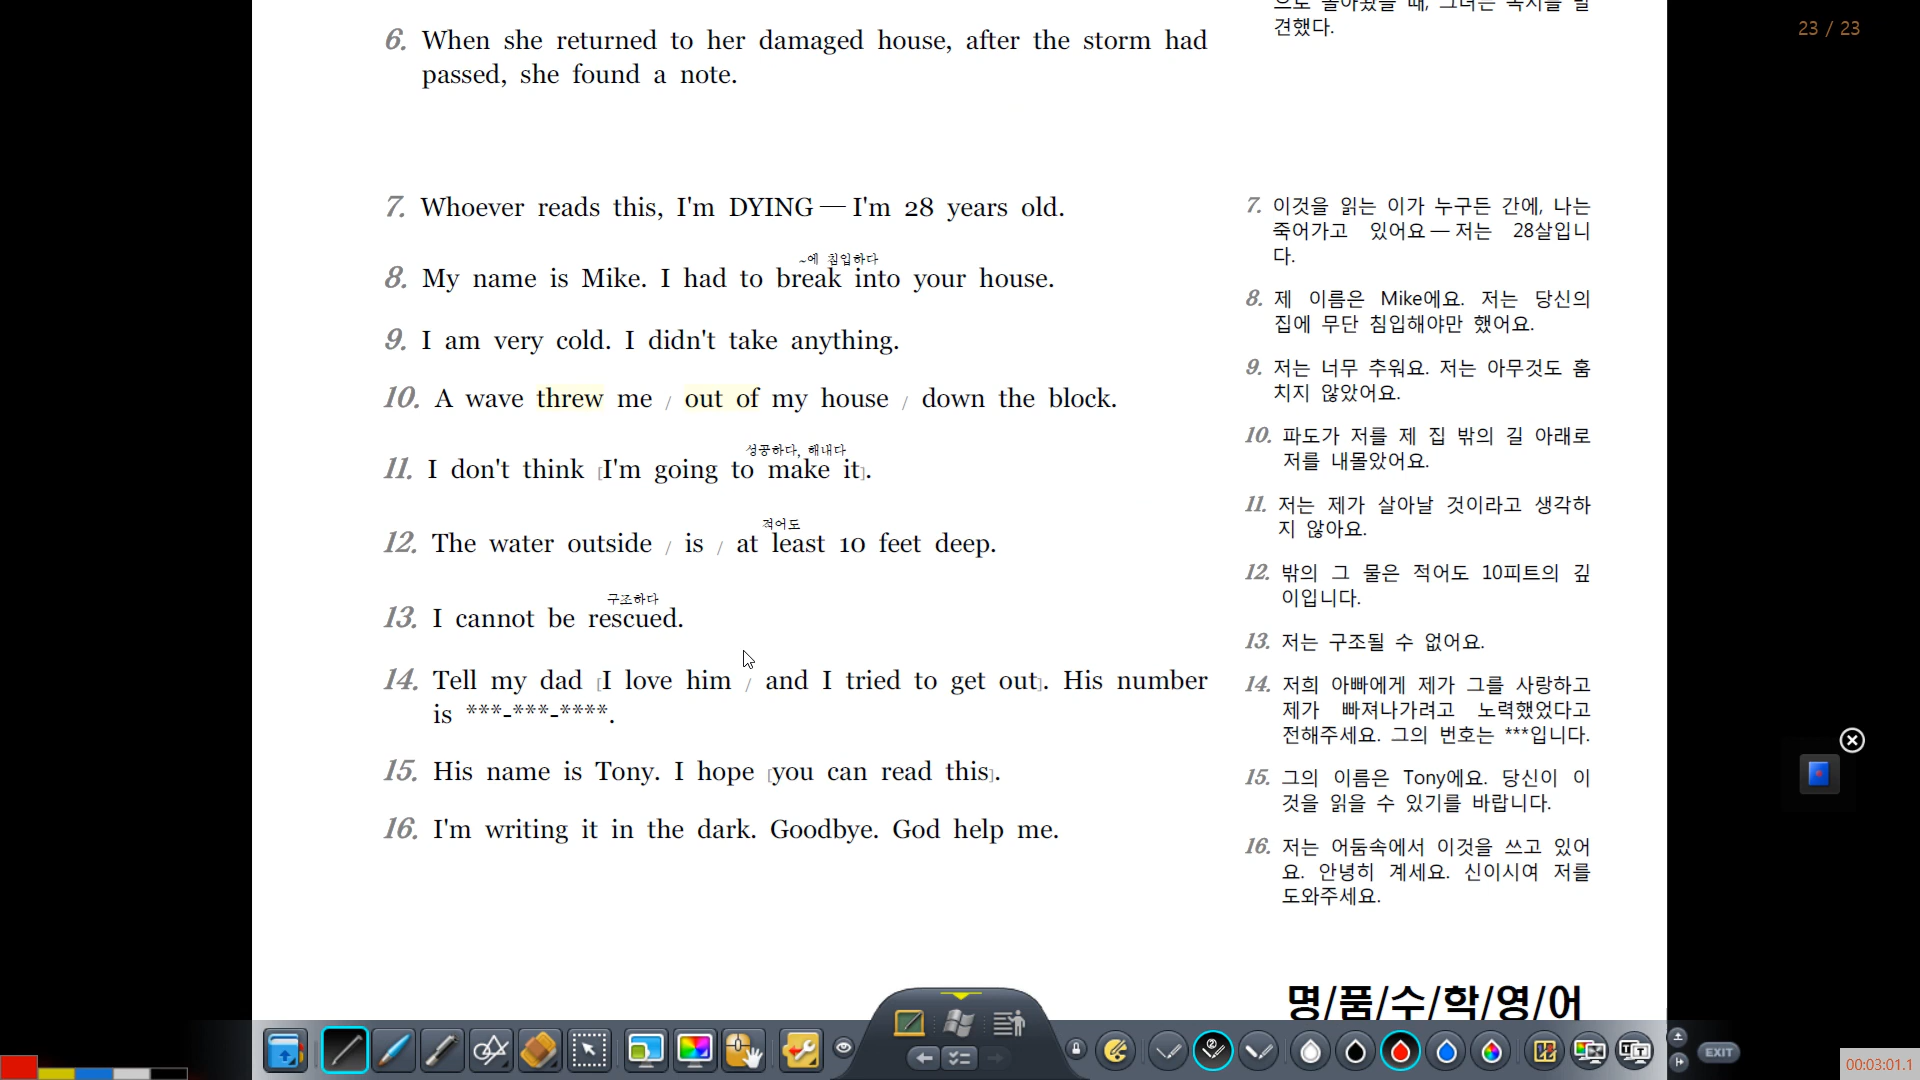 으로 돌아왔을 때, 그녀는 쪽지를 발
견했다.
23 / 23
6. When she returned to her damaged house, after the storm had
passed, she found a note.
7. Whoever reads this, I'm DYING — I'm 28 years old.
~에 침입하다
8. My name is Mike. I had to break into your house.
9. I am very cold. I didn't take anything.
10. A wave threw me / out of my house / down the block.
성공하다, 해내다
11. I don't think [I'm going to make it].
적어도
12. The water outside / is / at least 10 feet deep.
구조하다
13. I cannot be rescued.
14. Tell my dad [I love him / and I tried to get out]. His number
is ***-***-****.
15. His name is Tony. I hope [you can read this].
16. I'm writing it in the dark. Goodbye. God help me.
7. 이것을 읽는 이가 누구든 간에, 나는
죽어가고 있어요 — 저는 28살입니
다.
8. 제 이름은 Mike에요. 저는 당신의
집에 무단 침입해야만 했어요.
9. 저는 너무 추워요. 저는 아무것도 훔
치지 않았어요.
10. 파도가 저를 제 집 밖의 길 아래로
저를 내몰았어요.
11. 저는 제가 살아날 것이라고 생각하
지 않아요.
12. 밖의 그 물은 적어도 10피트의 깊
이입니다.
13. 저는 구조될 수 없어요.
14. 저희 아빠에게 제가 그를 사랑하고
제가 빠져나가려고 노력했었다고
전해주세요. 그의 번호는 ***입니다.
15. 그의 이름은 Tony에요. 당신이 이
것을 읽을 수 있기를 바랍니다.
16. 저는 어둠속에서 이것을 쓰고 있어
요. 안녕히 계세요. 신이시여 저를
도와주세요.
명/품/수/학/영/어
EXIT
00:03:01.1